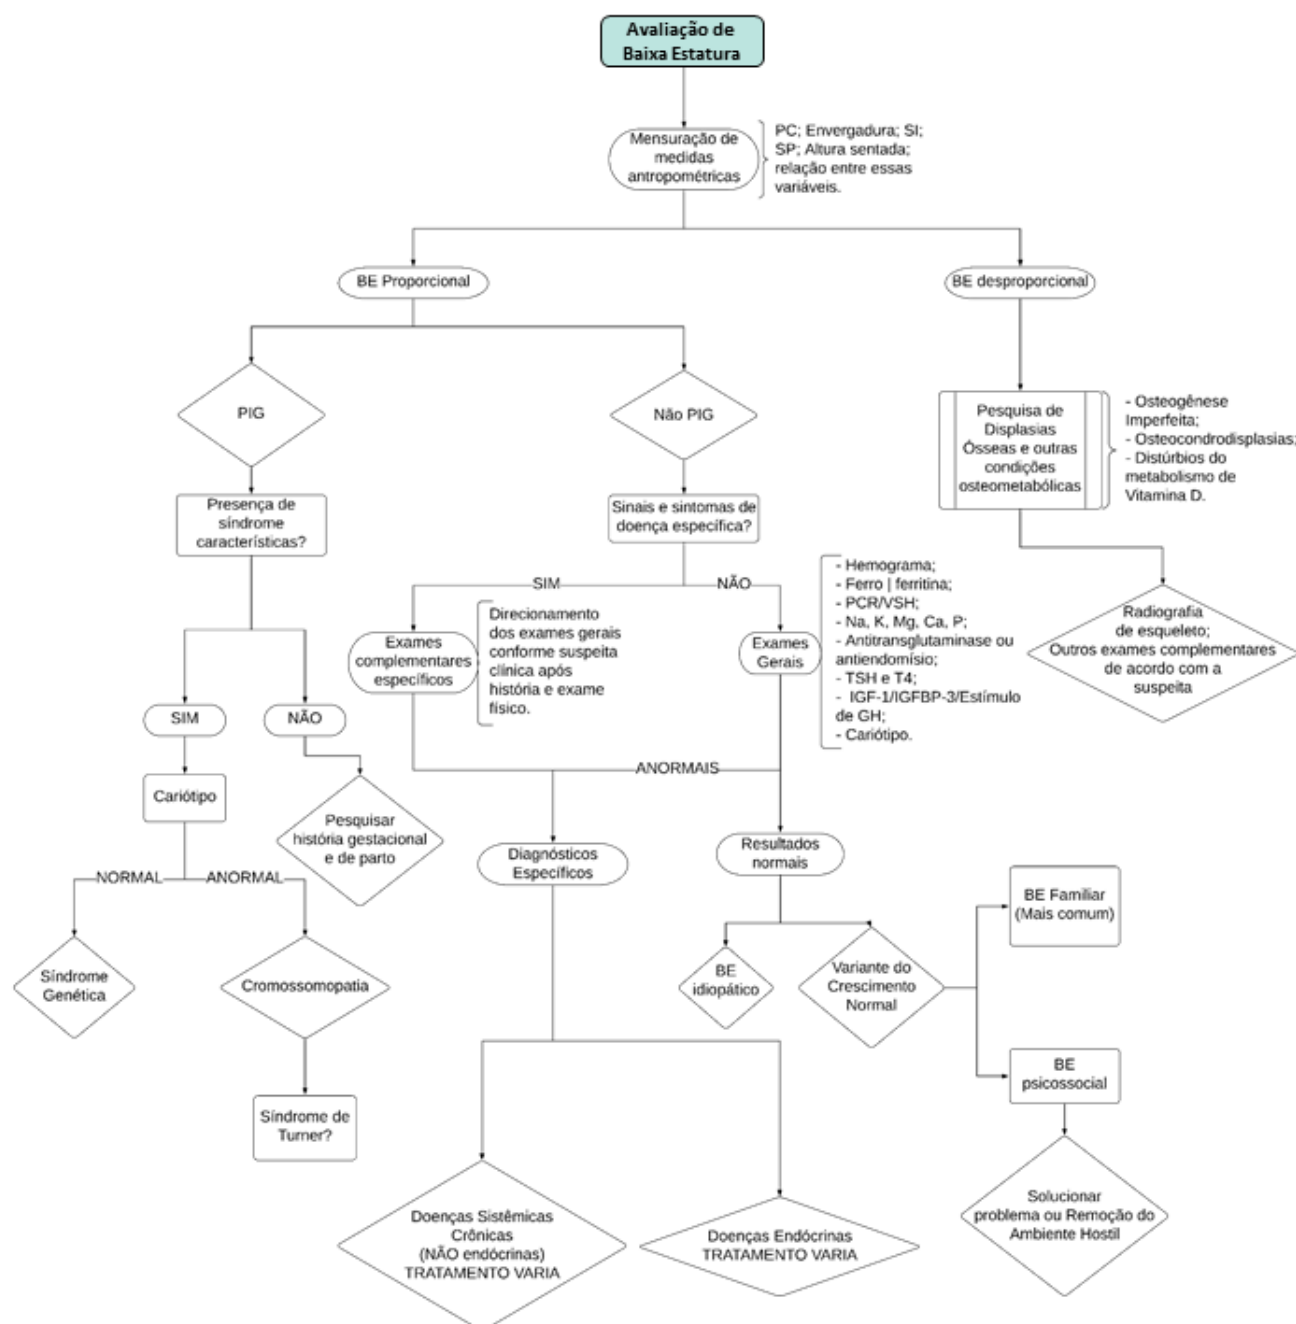 Avaliação de
Baixa Estatura
Mensuração de
medidas
antropométricas
PC; Envergadura; SI;
SP; Altura sentada;
relação entre essas
variáveis.
BE Proporcional
BE desproporcional
PIG
Não PIG
Pesquisa de
Displasias
Ósseas e outras
condições
osteometabólicas
- Osteogênese
Imperfeita;
- Osteocondrodisplasias;
- Distúrbios do
metabolismo de
Vitamina D.
Presença de
síndrome
características?
Sinais e sintomas de
doença específica?
SIM
NÃO
Exames
complementares
específicos
Direcionamento
dos exames gerais
conforme suspeita
clínica após
história e exame
físico.
Exames
Gerais
- Hemograma;
- Ferro | ferritina;
- PCR/VSH;
- Na, K, Mg, Ca, P;
- Antitransglutaminase ou
antiendomísio;
- TSH e T4;
- IGF-1/IGFBP-3/Estímulo
de GH;
- Cariótipo.
Radiografia
de esqueleto;
Outros exames complementares
de acordo com a
suspeita
SIM
NÃO
ANORMAIS
Cariótipo
Pesquisar
história gestacional
e de parto
Diagnósticos
Específicos
Resultados
normais
NORMAL
ANORMAL
BE Familiar
(Mais comum)
Síndrome
Genética
Cromossomopatia
BE
idiopático
Variante do
Crescimento
Normal
BE
psicossocial
Síndrome de
Turner?
Doenças Sistêmicas
Crônicas
(NÃO endócrinas)
TRATAMENTO VARIA
Doenças Endócrinas
TRATAMENTO VARIA
Solucionar
problema ou Remoção do
Ambiente Hostil